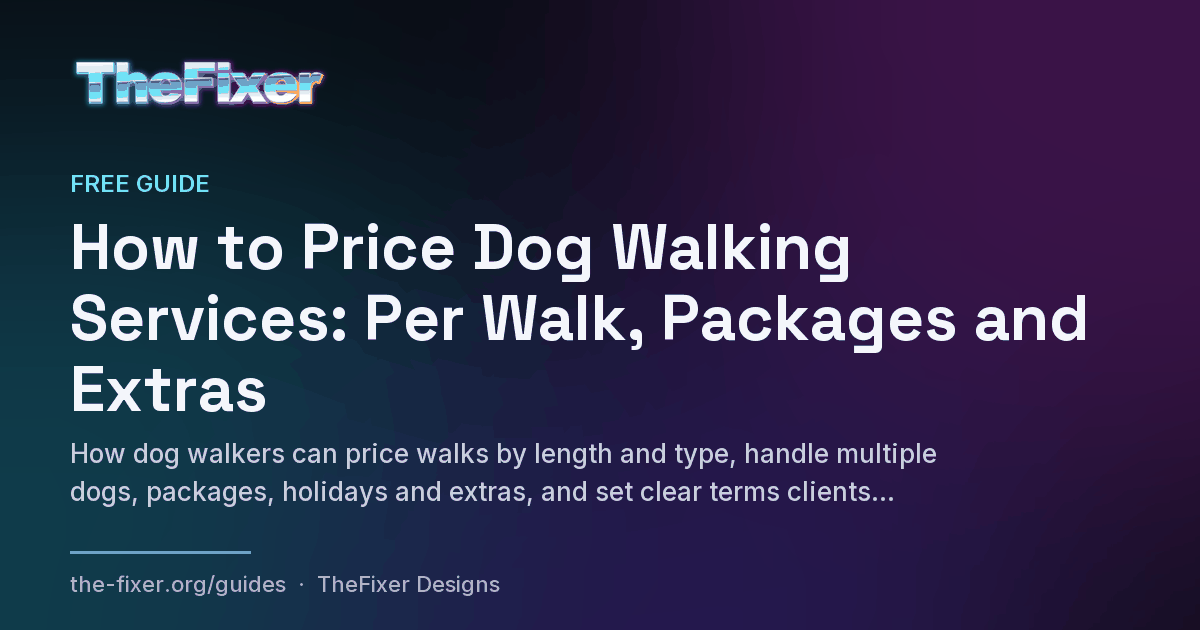 TheFixer
FREE GUIDE
How to Price Dog Walking
Services: Per Walk, Packages and
Extras
How dog walkers can price walks by length and type, handle multiple
dogs, packages, holidays and extras, and set clear terms clients...
the-fixer.org/guides · TheFixer Designs